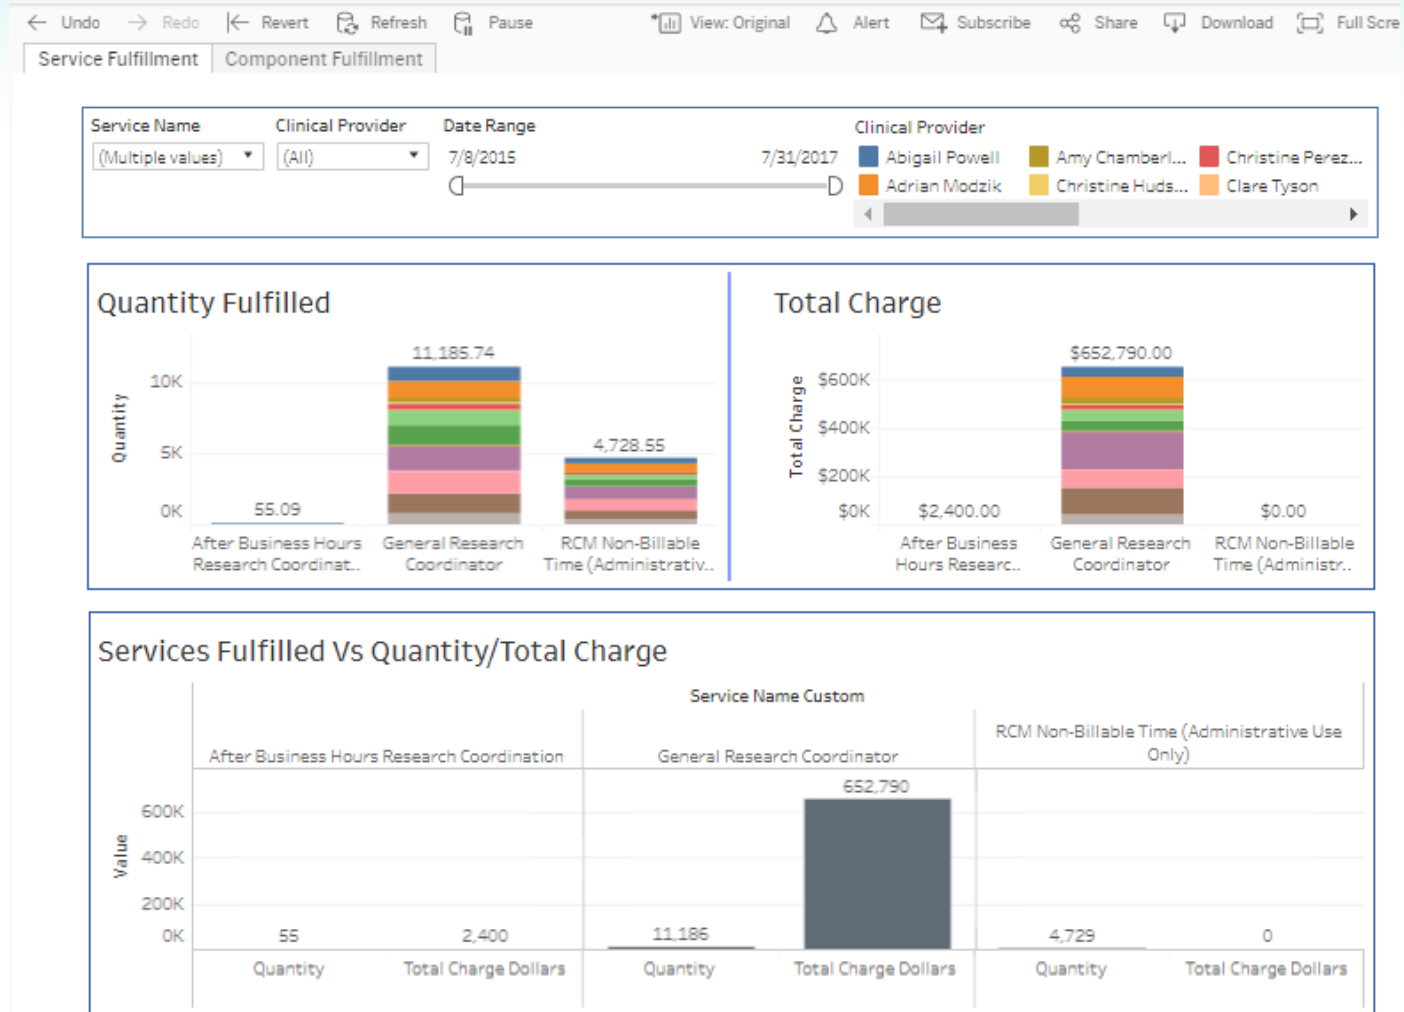 Undo Redo Revert Refresh Pause View: Original Alert Subscribe Share Download Full Scre
Service Fulfillment Component Fulfillment
Service Name Clinical Provider Date Range Clinical Provider
(Multiple values) (All) 7/8/2015 7/31/2017 Abigail Powell Amy Chamberl... Christine Perez...
Adrian Modzik Christine Huds... Clare Tyson
Quantity Fulfilled
11,185.74
10K
Quantity
5K
4,728.55
0K
55.09
After Business Hours Research Coordinat..
General Research Coordinator
RCM Non-Billable Time (Administrativ..
Total Charge
$652,790.00
$600K
Total Charge
$400K
$200K
$0K $2,400.00 $0.00
After Business General Research RCM Non-Billable
Hours Researc.. Coordinator Time (Administr..
Services Fulfilled Vs Quantity/Total Charge
Service Name Custom
After Business Hours Research Coordination General Research Coordinator RCM Non-Billable Time (Administrative Use Only)
652,790
600K
Value
400K
200K
0K 55 2,400 11,186 4,729 0
Quantity Total Charge Dollars Quantity Total Charge Dollars Quantity Total Charge Dollars